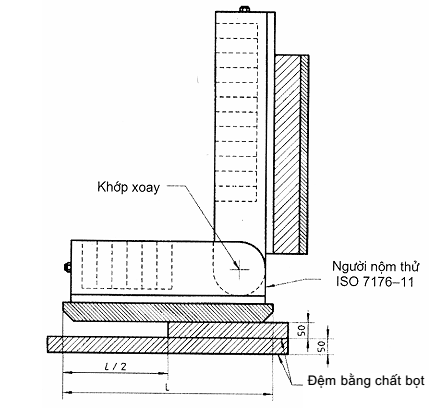 Khớp xoay
Người nộm thử
ISO 7176–11
50
50
L / 2
L
Đệm bằng chất bọt